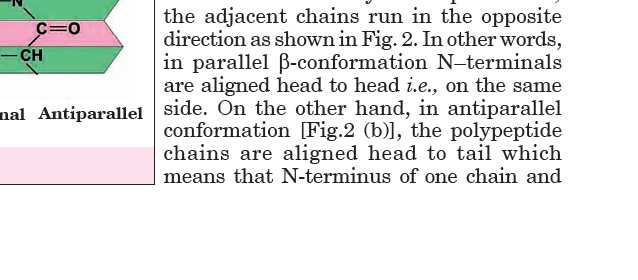 N
C=O
CH
Antiparallel
the adjacent chains run in the opposite
direction as shown in Fig. 2. In other words,
in parallel β-conformation N–terminals
are aligned head to head i.e., on the same
side. On the other hand, in antiparallel
conformation [Fig.2 (b)], the polypeptide
chains are aligned head to tail which
means that N-terminus of one chain and